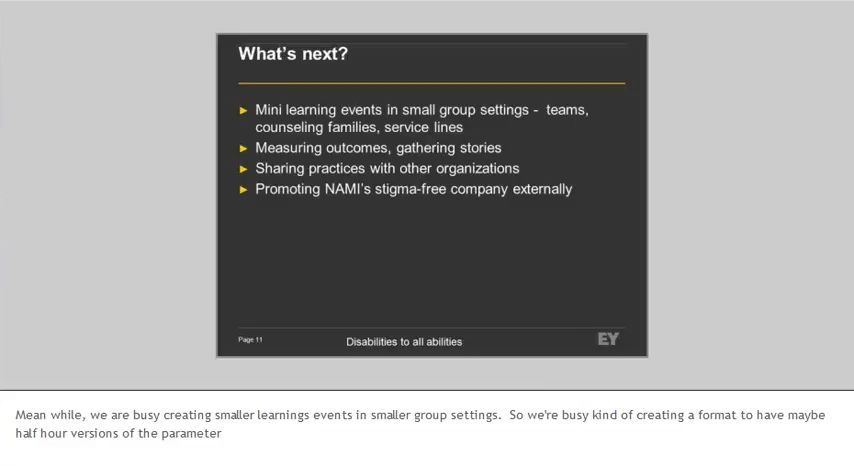 What's next?
► Mini learning events in small group settings - teams,
counseling families, service lines
► Measuring outcomes, gathering stories
► Sharing practices with other organizations
► Promoting NAMI's stigma-free company externally
Page 11
Disabilities to all abilities
EY
Mean while, we are busy creating smaller learnings events in smaller group settings. So we're busy kind of creating a format to have maybe
half hour versions of the parameter